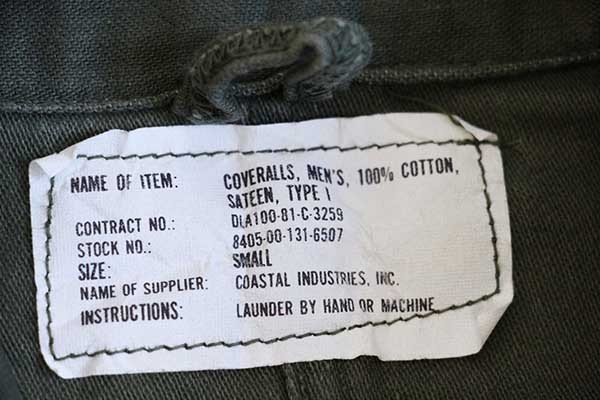 NAME OF ITEM: COVERALLS, MEN'S, 100% COTTON,
SATEEN, TYPE I
CONTRACT NO.: DLA100-81-C-3259
STOCK NO.: 8405-00-131-6507
SIZE: SMALL
NAME OF SUPPLIER: COASTAL INDUSTRIES, INC.
INSTRUCTIONS: LAUNDER BY HAND OR MACHINE